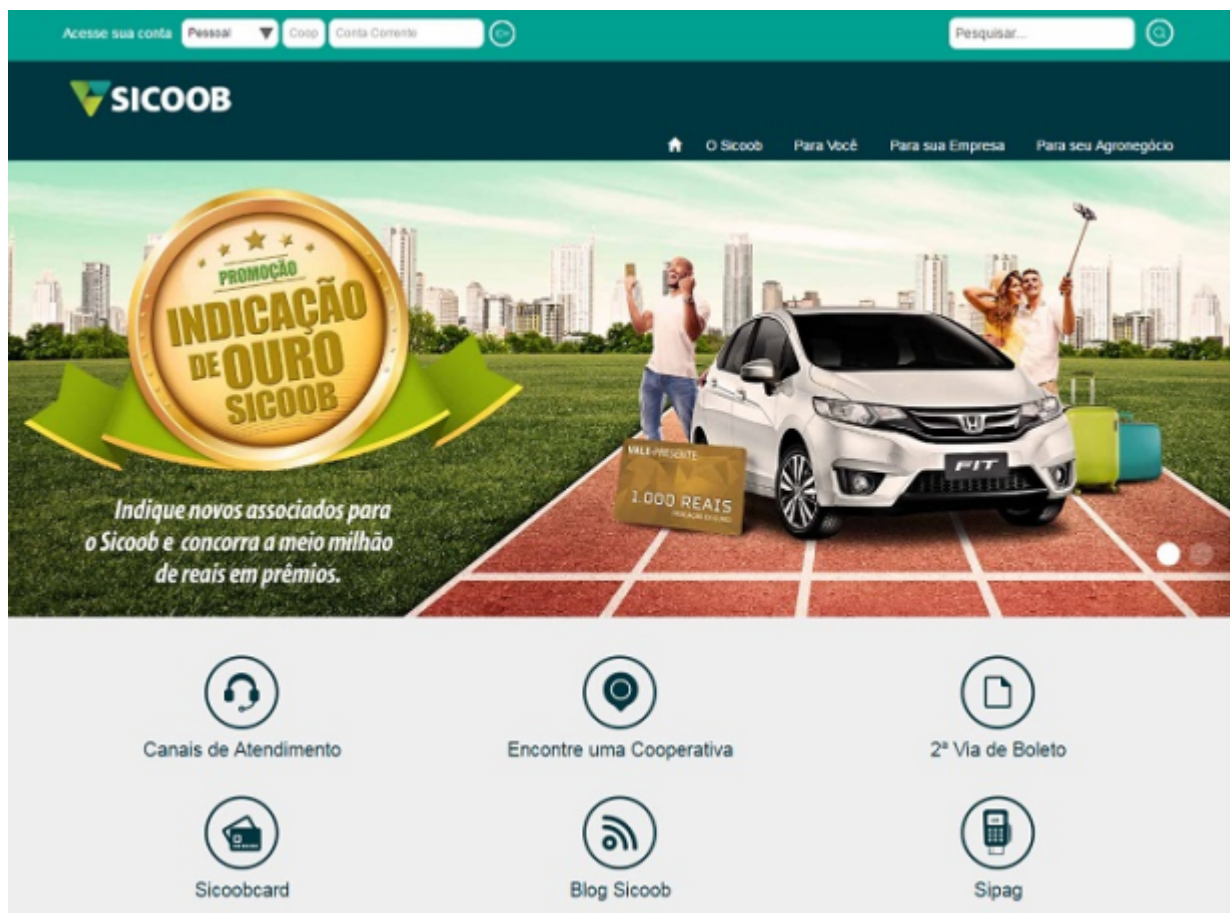 Acesse sua conta Pessoal Coop Conta Corrente
Pesquisar...
SICOOB
O Sicoob Para Você Para sua Empresa Para seu Agronegócio
PROMOÇÃO
INDICAÇÃO
DE OURO
SICOOB
Indique novos associados para
o Sicoob e concorra a meio milhão
de reais em prêmios.
VALE-PRESENTE
1.000 REAIS
FIT
Canais de Atendimento Encontre uma Cooperativa 2ª Via de Boleto
Sicoobcard Blog Sicoob Sipag